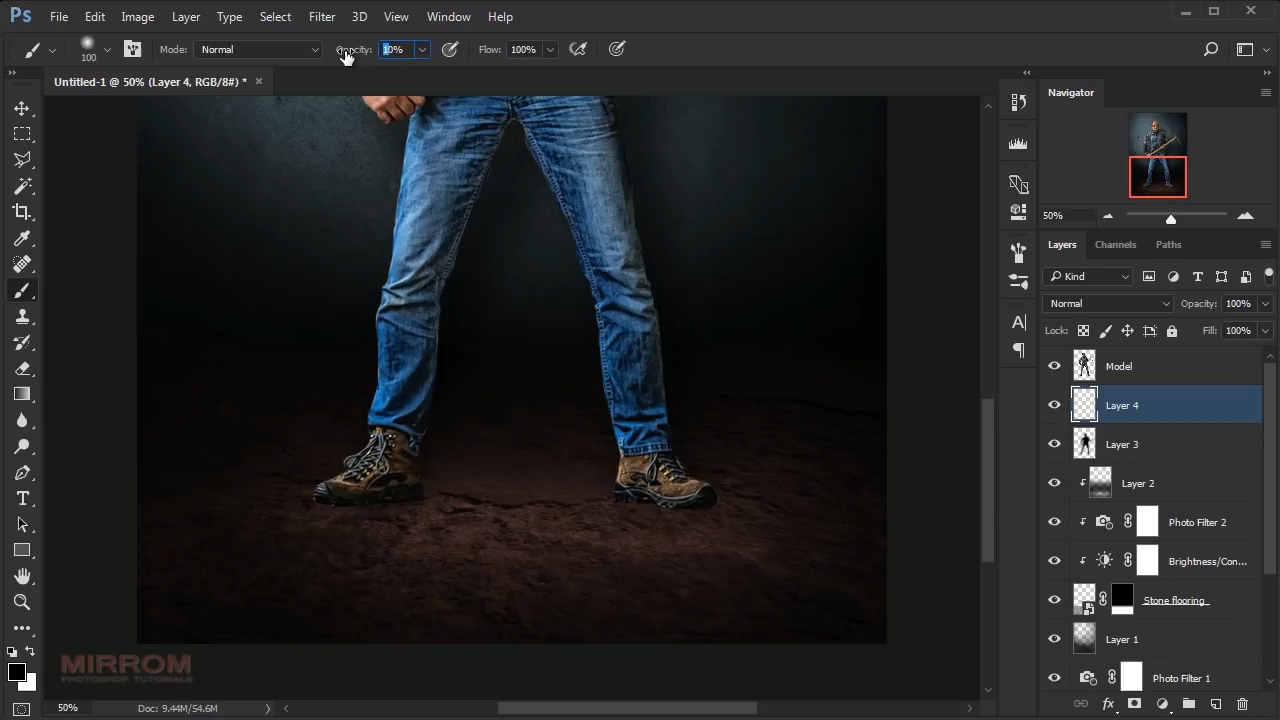 Ps File Edit Image Layer Type Select Filter 3D View Window Help
100 Mode: Normal Opacity: 10% Flow: 100%
Untitled-1 @ 50% (Layer 4, RGB/8#) * ×
Navigator
50%
Layers Channels Paths
Kind
Normal Opacity: 100%
Lock: Fill: 100%
Model
Layer 4
Layer 3
Layer 2
Photo Filter 2
Brightness/Con...
Stone flooring
Layer 1
Photo Filter 1
MIRROM
PHOTOSHOP TUTORIALS
50% Doc: 9.44M/54.6M